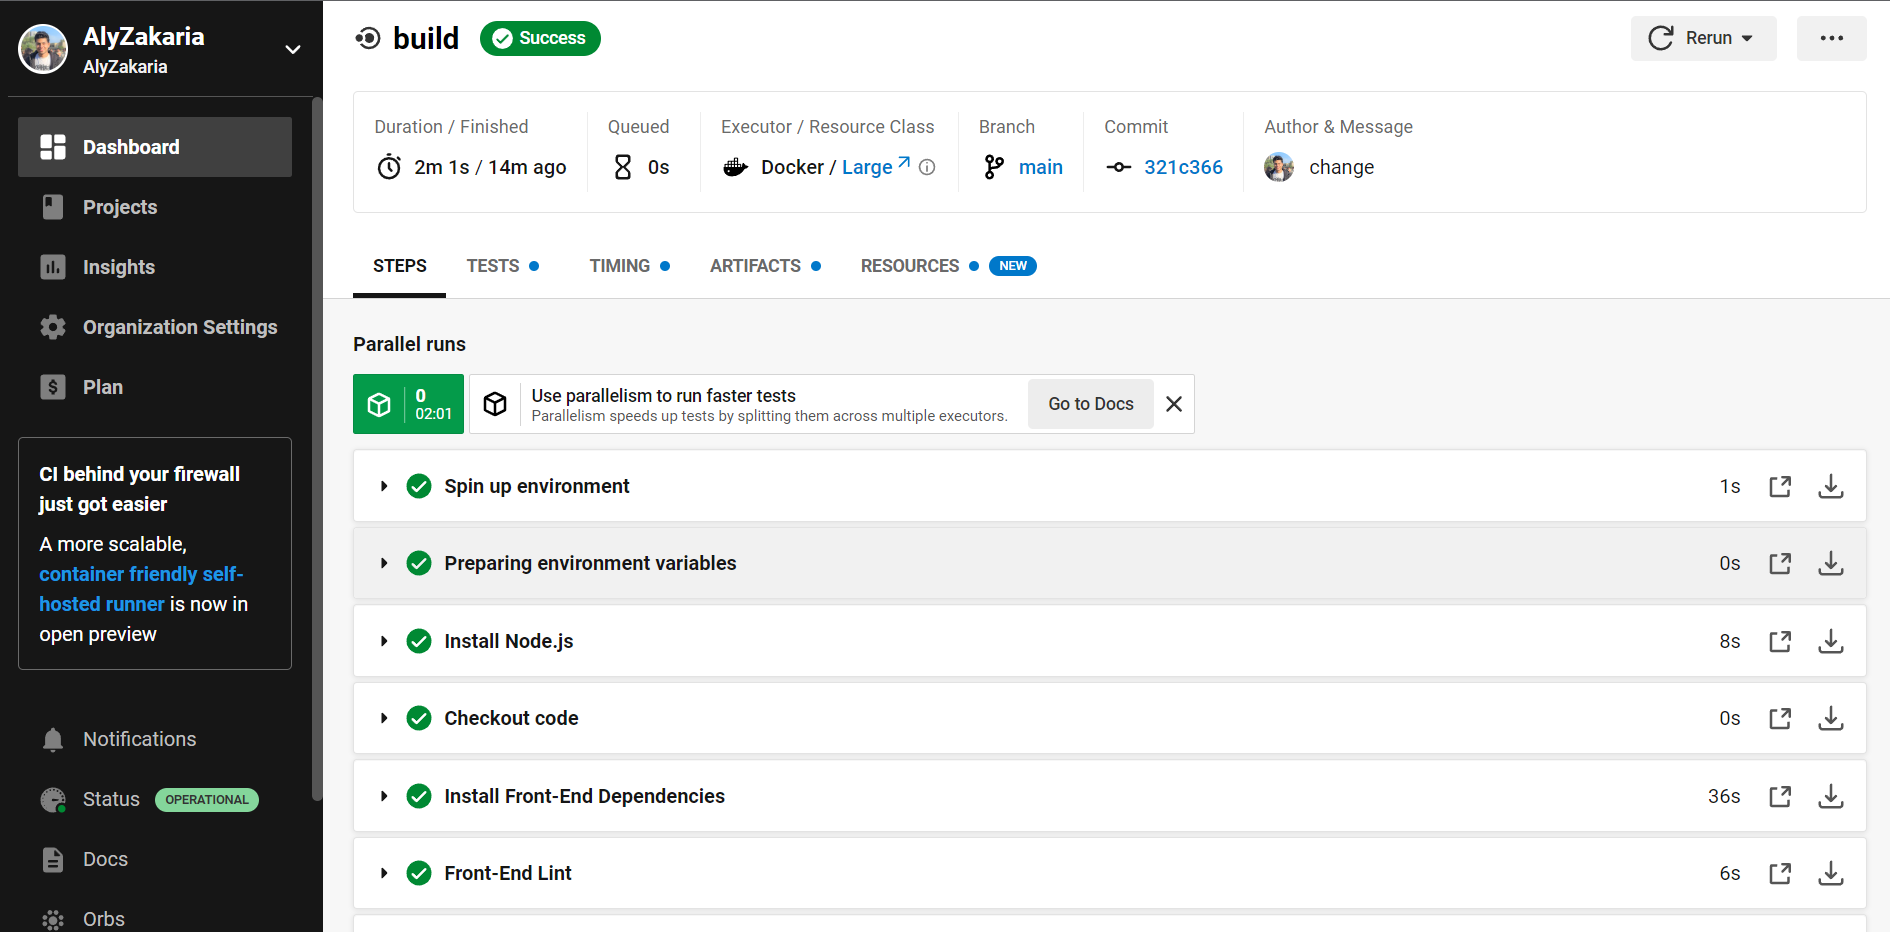 AlyZakaria
AlyZakaria
Dashboard
Projects
Insights
Organization Settings
Plan
CI behind your firewall
just got easier
A more scalable,
container friendly self-
hosted runner is now in
open preview
Notifications
Status OPERATIONAL
Docs
Orbs
build Success
Rerun
Duration / Finished
2m 1s / 14m ago
Queued
0s
Executor / Resource Class
Docker / Large
Branch
main
Commit
321c366
Author & Message
change
STEPS TESTS TIMING ARTIFACTS RESOURCES NEW
Parallel runs
0
02:01
Use parallelism to run faster tests
Parallelism speeds up tests by splitting them across multiple executors.
Go to Docs
Spin up environment 1s
Preparing environment variables 0s
Install Node.js 8s
Checkout code 0s
Install Front-End Dependencies 36s
Front-End Lint 6s